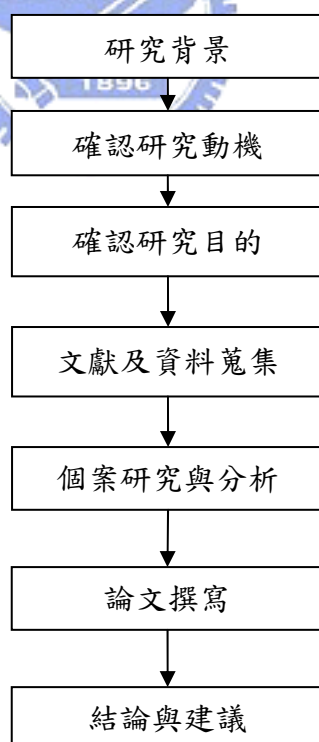 研究背景
1896
確認研究動機
確認研究目的
文獻及資料蒐集
個案研究與分析
論文撰寫
結論與建議